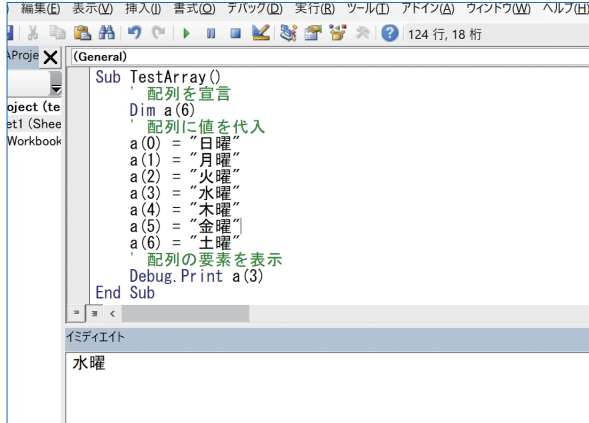 編集(E) 表示(V) 挿入(I) 書式(O) デバッグ(D) 実行(R) ツール(T) アドイン(A) ウィンドウ(W) ヘルプ(H)
124 行, 18 桁
AProje
(General)
oject (te
et1 (Shee
Workbook
Sub TestArray()
' 配列を宣言
Dim a(6)
' 配列に値を代入
a(0) = "日曜"
a(1) = "月曜"
a(2) = "火曜"
a(3) = "水曜"
a(4) = "木曜"
a(5) = "金曜"
a(6) = "土曜"
' 配列の要素を表示
Debug.Print a(3)
End Sub
イミディエイト
水曜